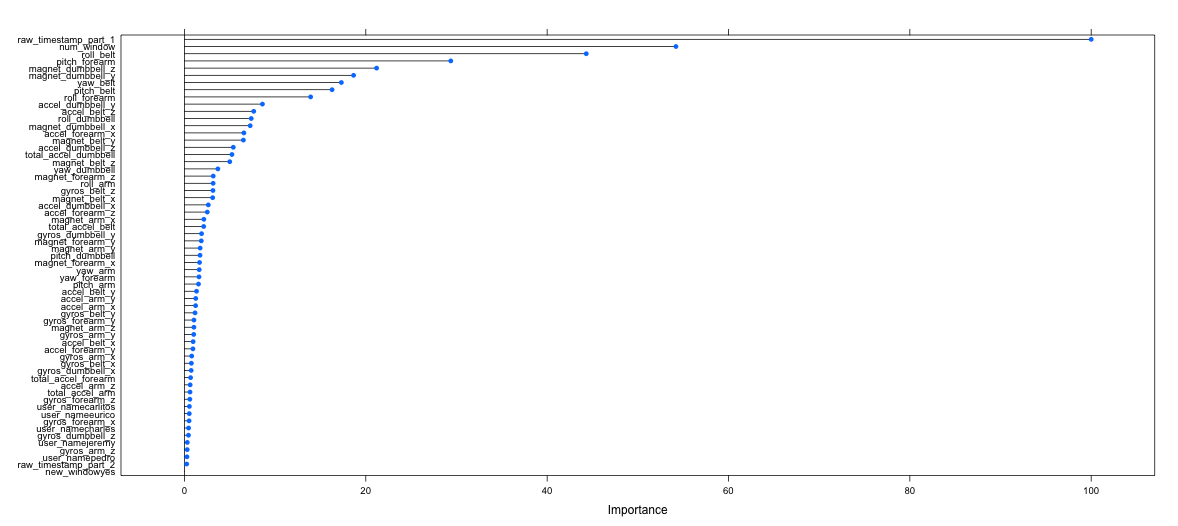 raw_timestamp_part_1
num_window
roll_belt
pitch_forearm
magnet_dumbbell_z
magnet_dumbbell_y
yaw_belt
pitch_belt
roll_forearm
accel_dumbbell_y
accel_belt_z
roll_dumbbell
magnet_dumbbell_x
accel_forearm_x
magnet_belt_y
accel_dumbbell_z
total_accel_dumbbell
magnet_belt_z
yaw_dumbbell
magnet_forearm_z
roll_arm
gyros_belt_z
magnet_belt_x
accel_dumbbell_x
accel_forearm_z
magnet_arm_x
total_accel_belt
gyros_dumbbell_y
magnet_forearm_y
magnet_arm_y
pitch_dumbbell
magnet_forearm_x
yaw_arm
yaw_forearm
pitch_arm
accel_belt_y
accel_arm_y
accel_arm_x
gyros_belt_y
gyros_forearm_y
magnet_arm_z
gyros_arm_y
accel_belt_x
accel_forearm_y
gyros_arm_x
gyros_belt_x
gyros_dumbbell_x
total_accel_forearm
accel_arm_z
total_accel_arm
gyros_forearm_z
user_namecarlitos
user_nameeurico
gyros_forearm_x
user_namecharles
gyros_dumbbell_z
user_namejeremy
gyros_arm_z
user_namepedro
raw_timestamp_part_2
new_windowyes
0 20 40 60 80 100
Importance